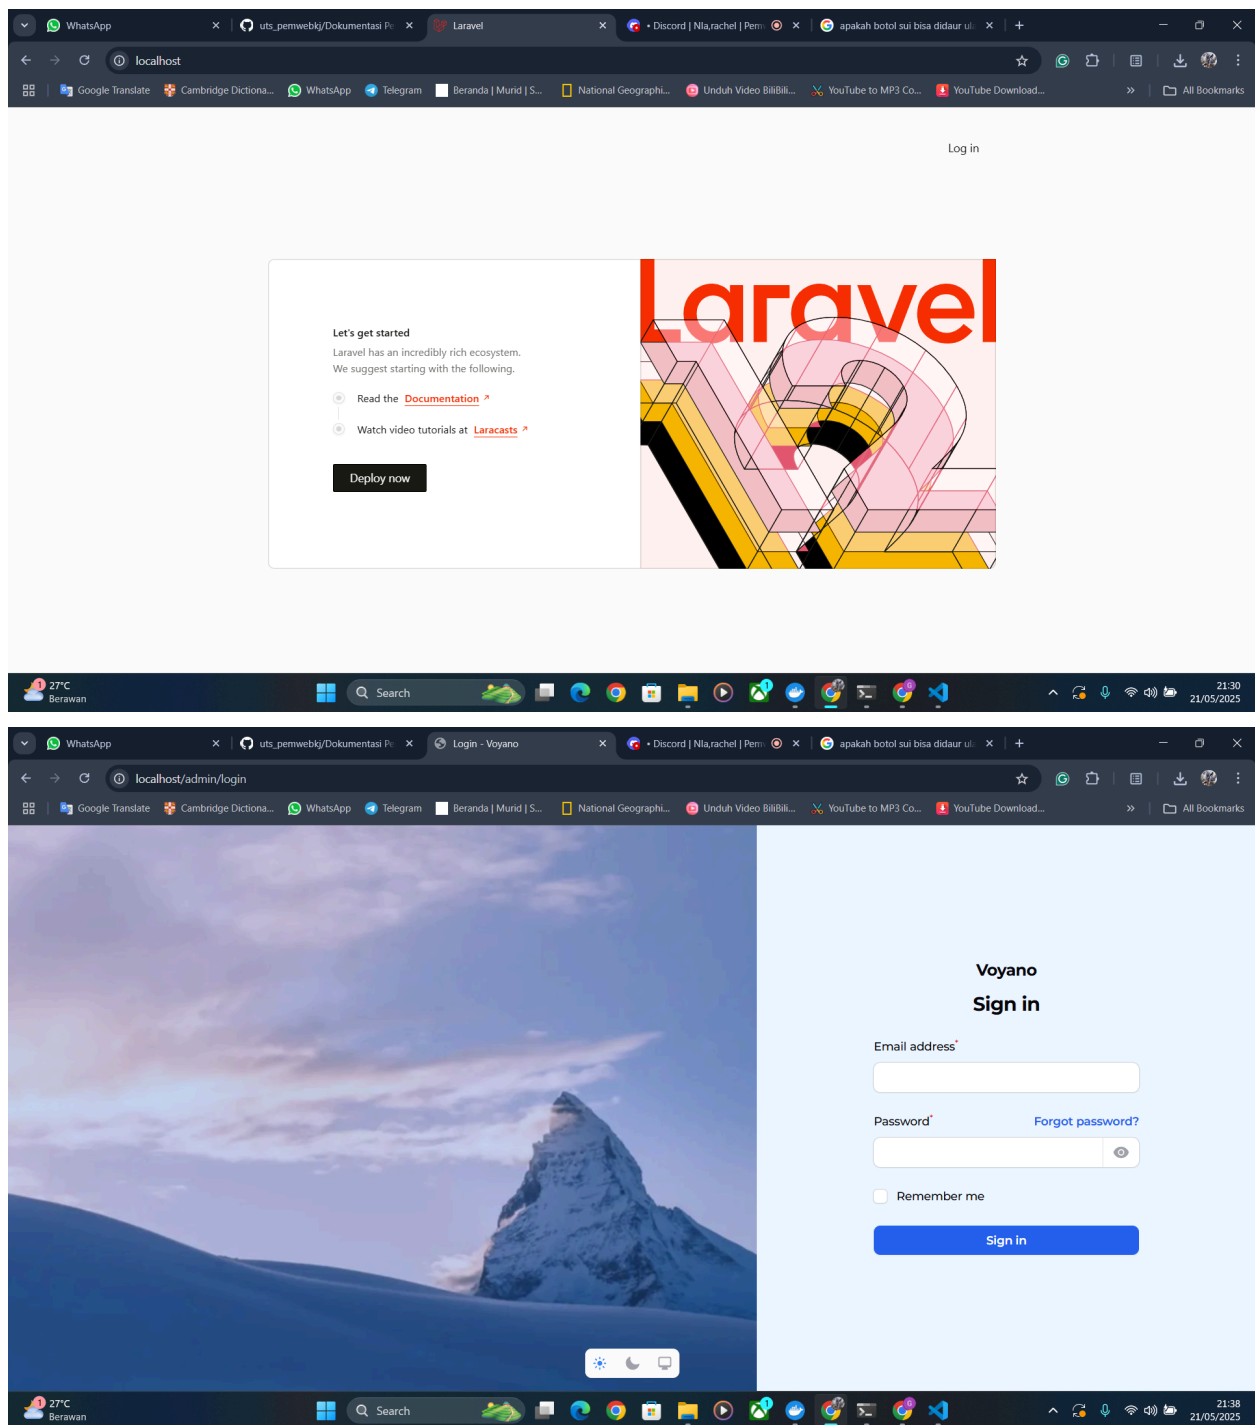 WhatsApp
uts_pemwebkj/Dokumentasi Pe
Laravel
• Discord | Nla,rachel | Pem
apakah botol sui bisa didaur ula
localhost
Google Translate
Cambridge Dictiona...
WhatsApp
Telegram
Beranda | Murid | S...
National Geographi...
Unduh Video BiliBili...
YouTube to MP3 Co...
YouTube Download...
All Bookmarks
Log in
Let's get started
Laravel has an incredibly rich ecosystem.
We suggest starting with the following.
Read the Documentation
Watch video tutorials at Laracasts
Deploy now
Laravel
1
27°C
Berawan
Search
1
G
21:30
21/05/2025
WhatsApp
uts_pemwebkj/Dokumentasi Pe
Login - Voyano
• Discord | Nla,rachel | Pem
apakah botol sui bisa didaur ula
localhost/admin/login
Google Translate
Cambridge Dictiona...
WhatsApp
Telegram
Beranda | Murid | S...
National Geographi...
Unduh Video BiliBili...
YouTube to MP3 Co...
YouTube Download...
All Bookmarks
Voyano
Sign in
Email address*
Password*
Forgot password?
Remember me
Sign in
1
27°C
Berawan
Search
1
G
21:38
21/05/2025